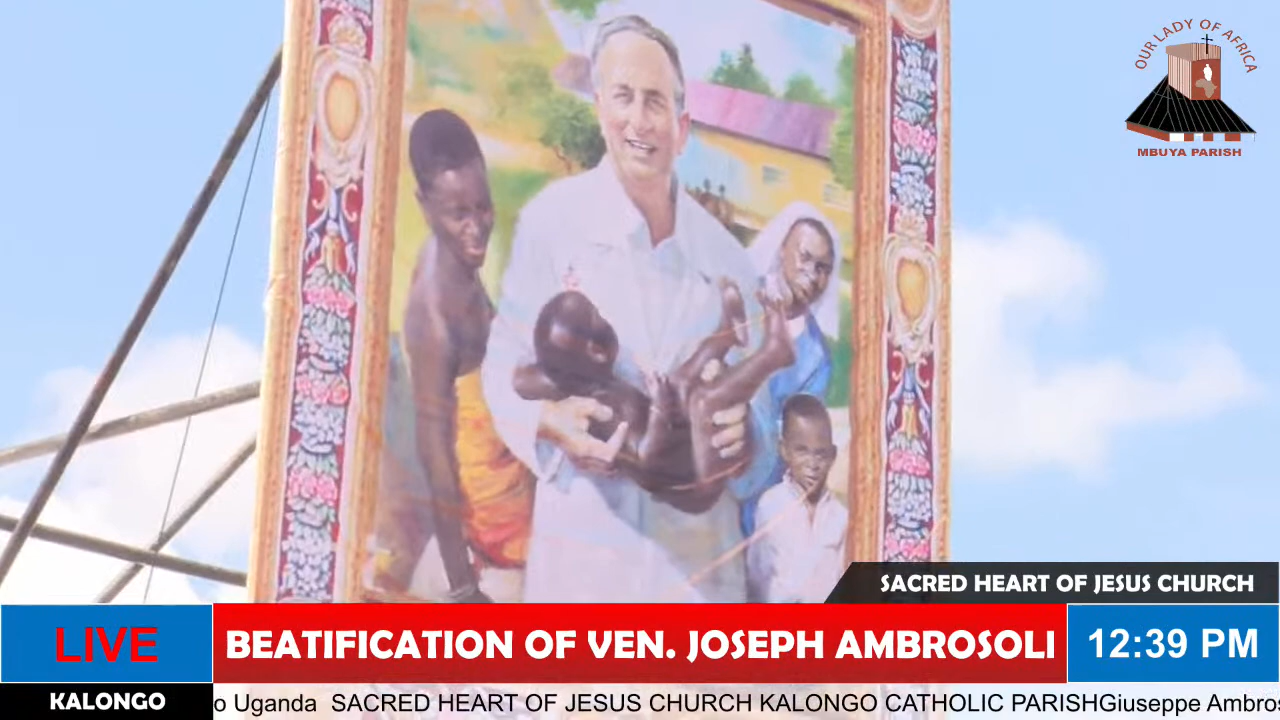 OUR LADY OF AFRICA
MBUYA PARISH
SACRED HEART OF JESUS CHURCH
LIVE
BEATIFICATION OF VEN. JOSEPH AMBROSOLI
12:39 PM
KALONGO
o Uganda SACRED HEART OF JESUS CHURCH KALONGO CATHOLIC PARISHGiuseppe Ambros